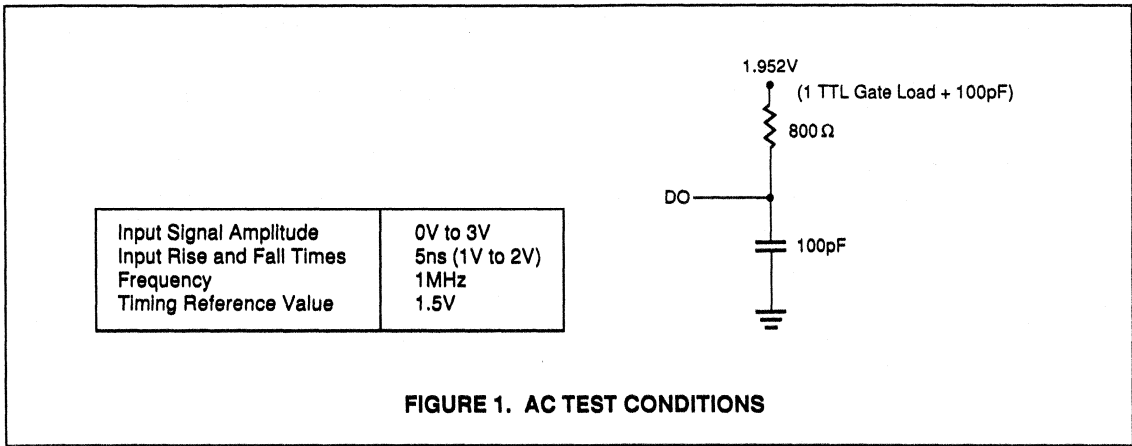 1.952V
(1 TTL Gate Load + 100pF)
800Ω
DO
100pF
Input Signal Amplitude 0V to 3V
Input Rise and Fall Times 5ns (1V to 2V)
Frequency 1MHz
Timing Reference Value 1.5V
FIGURE 1. AC TEST CONDITIONS